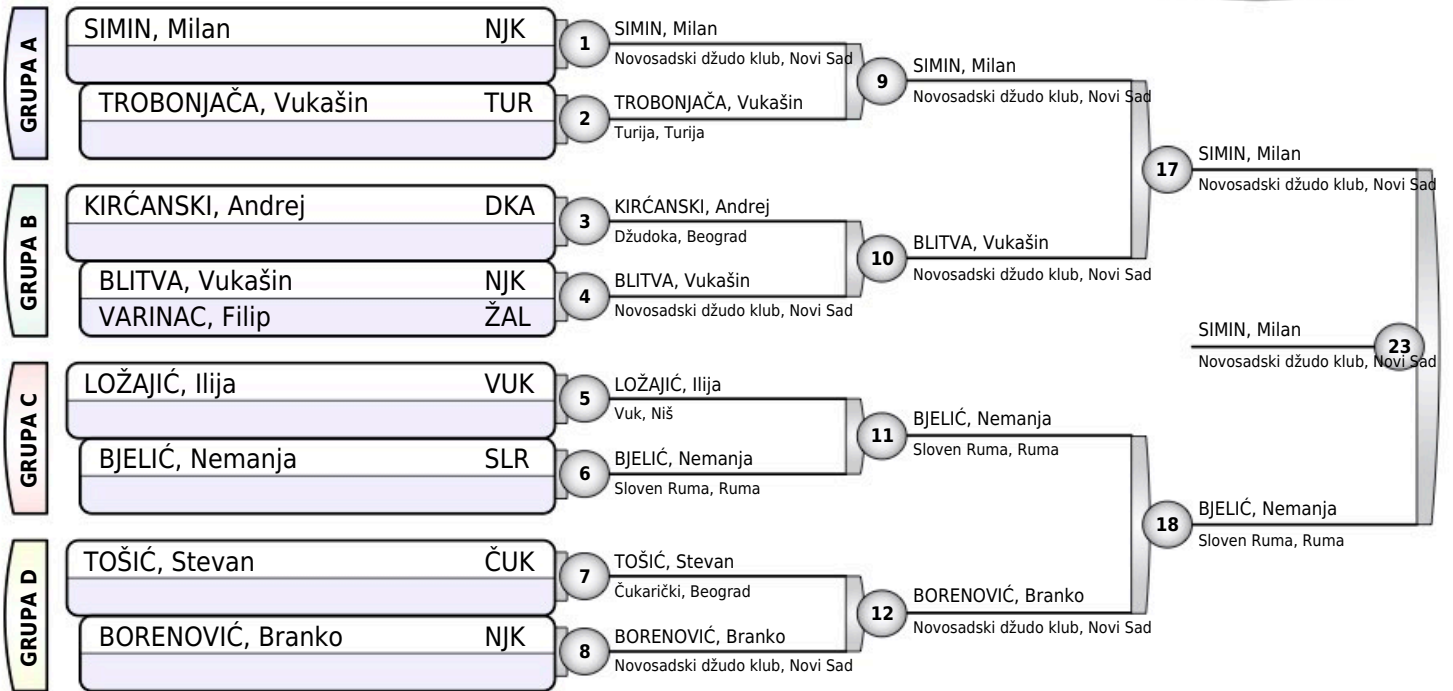 GRUPA A
SIMIN, Milan NJK
TROBONJAČA, Vukašin TUR
GRUPA B
KIRĆANSKI, Andrej DKA
BLITVA, Vukašin NJK
VARINAC, Filip ŽAL
GRUPA C
LOŽAJIĆ, Ilija VUK
BJELIĆ, Nemanja SLR
GRUPA D
TOŠIĆ, Stevan ČUK
BORENOVIĆ, Branko NJK
1
SIMIN, Milan
Novosadski džudo klub, Novi Sad
2
TROBONJAČA, Vukašin
Turija, Turija
3
KIRĆANSKI, Andrej
Džudoka, Beograd
4
BLITVA, Vukašin
Novosadski džudo klub, Novi Sad
5
LOŽAJIĆ, Ilija
Vuk, Niš
6
BJELIĆ, Nemanja
Sloven Ruma, Ruma
7
TOŠIĆ, Stevan
Čukarički, Beograd
8
BORENOVIĆ, Branko
Novosadski džudo klub, Novi Sad
9
SIMIN, Milan
Novosadski džudo klub, Novi Sad
10
BLITVA, Vukašin
Novosadski džudo klub, Novi Sad
11
BJELIĆ, Nemanja
Sloven Ruma, Ruma
12
BORENOVIĆ, Branko
Novosadski džudo klub, Novi Sad
17
SIMIN, Milan
Novosadski džudo klub, Novi Sad
18
BJELIĆ, Nemanja
Sloven Ruma, Ruma
SIMIN, Milan
23
Novosadski džudo klub, Novi Sad